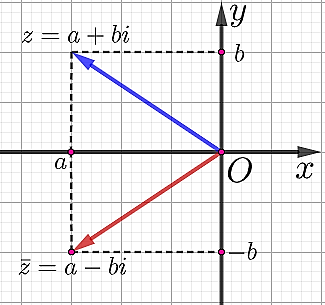 y
z = a + bi
b
a
O
x
z̄ = a − bi
−b